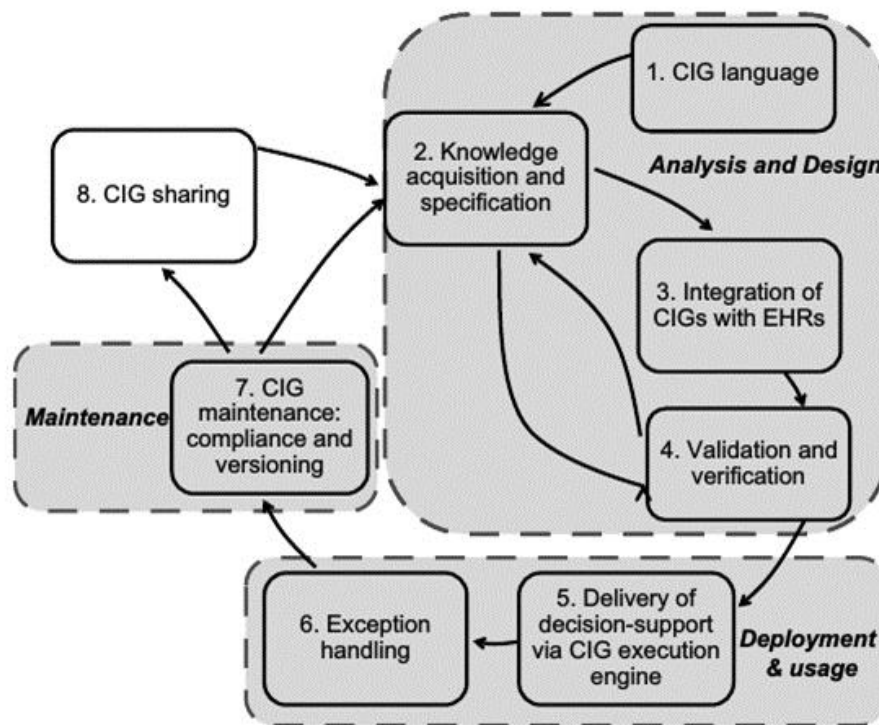 1. CIG language
2. Knowledge
acquisition and
specification
Analysis and Design
8. CIG sharing
3. Integration of
CIGs with EHRs
Maintenance
7. CIG
maintenance:
compliance and
versioning
4. Validation and
verification
6. Exception
handling
5. Delivery of
decision-support
via CIG execution
engine
Deployment
& usage